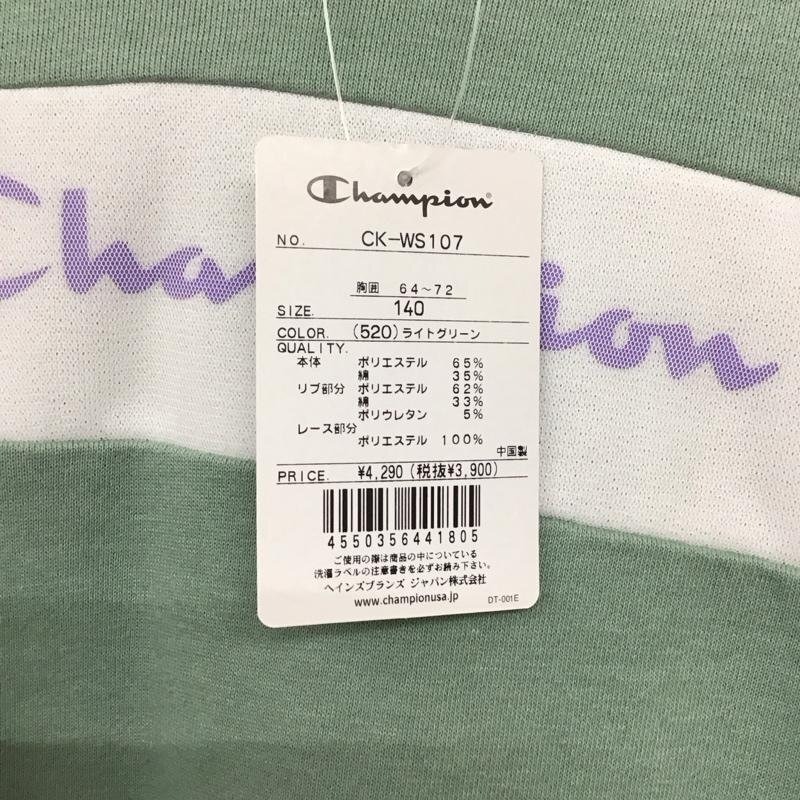 Champion
Champion®
NO. CK-WS107
胸囲 64~72
SIZE. 140
COLOR. (520)ライトグリーン
QUALITY.
本体 ポリエステル 65%
綿 35%
リブ部分 ポリエステル 62%
綿 33%
ポリウレタン 5%
レース部分
ポリエステル 100%
中国製
PRICE. ¥4,290(税抜¥3,900)
4550356441805
ご使用の際は商品の中についている
洗濯ラベルの注意書きを必ずお読み下さい。
ヘインズブランズ ジャパン株式会社
www.championusa.jp
DT-001E